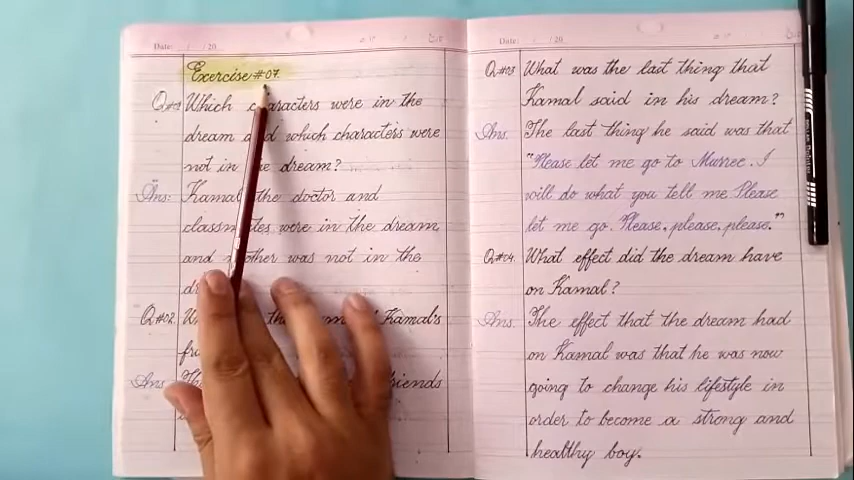 Date: / /20
Exercise #07
Which characters were in the
dream and which characters were
not in the dream?
Ans: Kamal, the doctor and
classmates were in the dream
and mother was not in the
Q#02. the Kamal's
Ans. friends
Date: / /20
Q#03 What was the last thing that
Kamal said in his dream?
Ans. The last thing he said was that
"Please let me go to Murree. I
will do what you tell me Please
let me go. Please, please, please."
Q#04. What effect did the dream have
on Kamal?
Ans. The effect that the dream had
on Kamal was that he was now
going to change his lifestyle in
order to become a strong and
healthy boy.